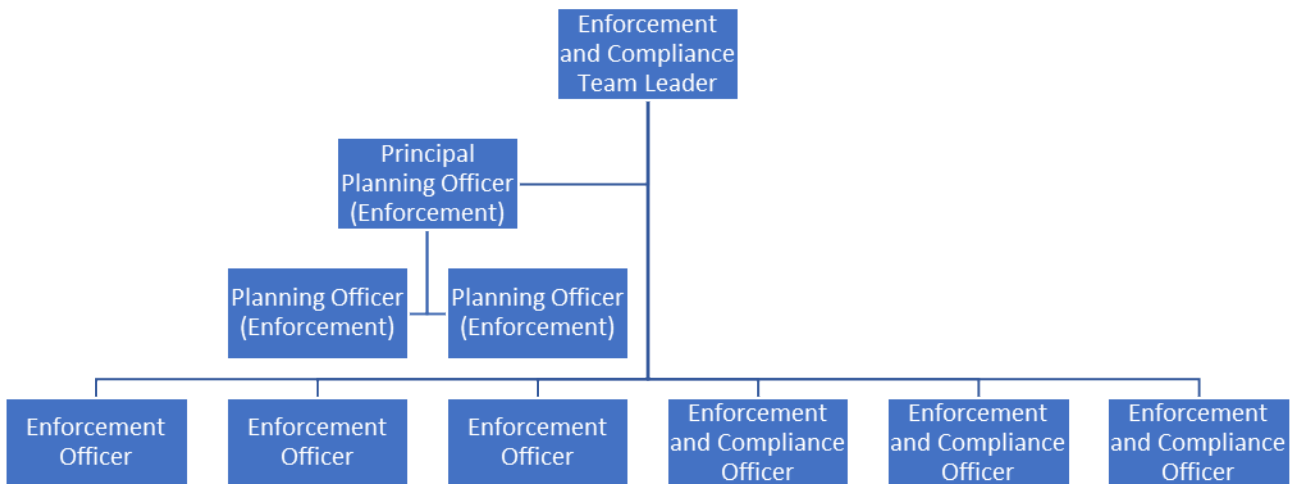 Enforcement
and Compliance
Team Leader
Principal
Planning Officer
(Enforcement)
Planning Officer
(Enforcement)
Planning Officer
(Enforcement)
Enforcement
Officer
Enforcement
Officer
Enforcement
Officer
Enforcement
and Compliance
Officer
Enforcement
and Compliance
Officer
Enforcement
and Compliance
Officer